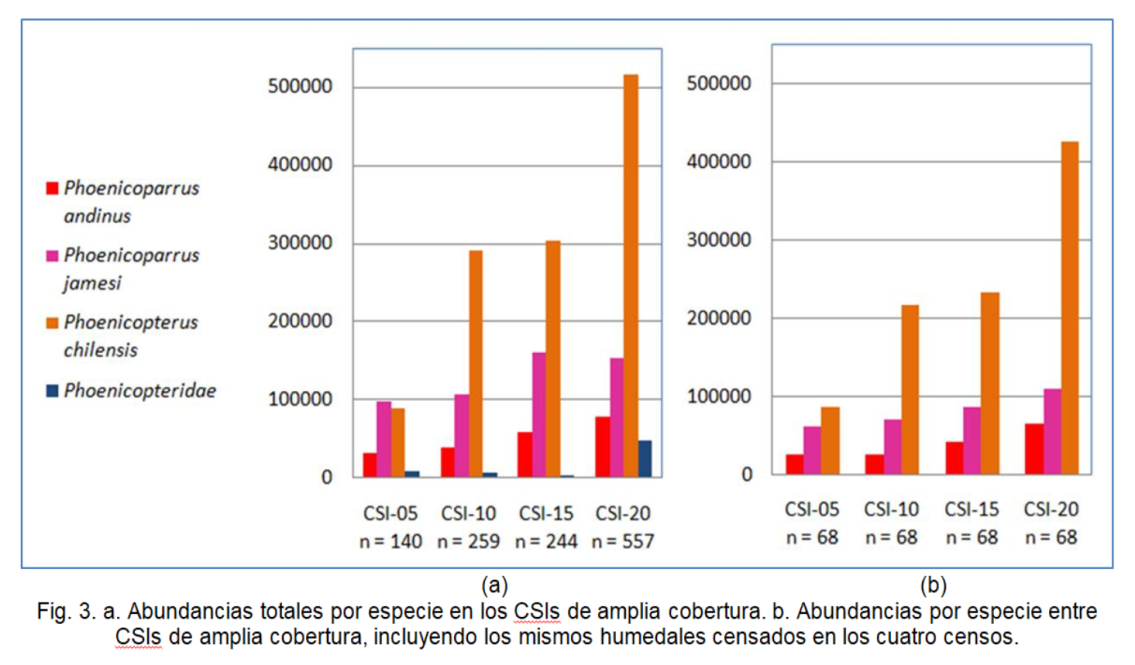 Phoenicoparrus
andinus
Phoenicoparrus
jamesi
Phoenicopterus
chilensis
Phoenicopteridae
500000
400000
300000
200000
100000
0
CSI-05 CSI-10 CSI-15 CSI-20
n = 140 n = 259 n = 244 n = 557
500000
400000
300000
200000
100000
0
CSI-05 CSI-10 CSI-15 CSI-20
n = 68 n = 68 n = 68 n = 68
(a) (b)
Fig. 3. a. Abundancias totales por especie en los CSIs de amplia cobertura. b. Abundancias por especie entre
CSIs de amplia cobertura, incluyendo los mismos humedales censados en los cuatro censos.